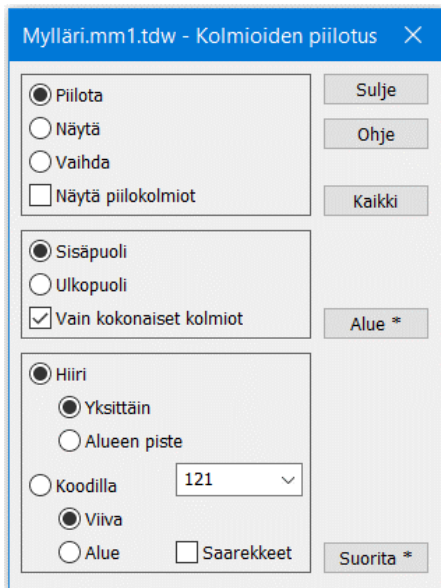 Mylläri.mm1.tdw - Kolmioiden piilotus
Piilota
Sulje
Näytä
Ohje
Vaihda
Näytä piilokolmiot
Kaikki
Sisäpuoli
Ulkopuoli
Vain kokonaiset kolmiot
Alue *
Hiiri
Yksittäin
Alueen piste
Koodilla 121
Viiva
Alue Saarekkeet
Suorita *